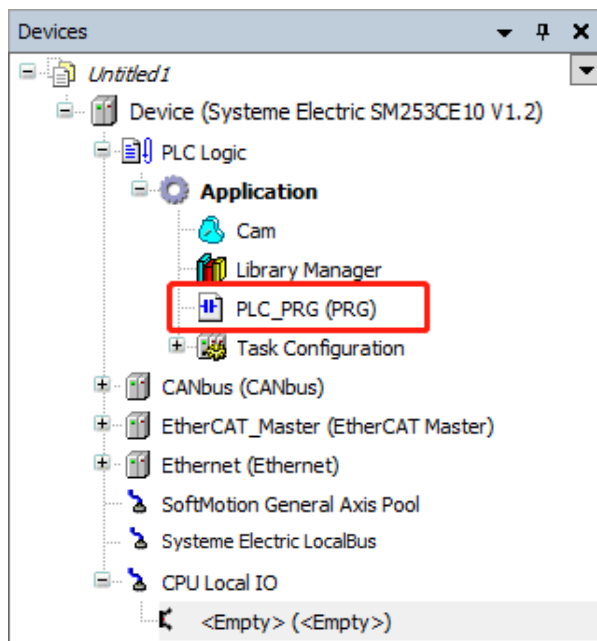 Devices
Untitled1
Device (Systeme Electric SM253CE10 V1.2)
PLC Logic
Application
Cam
Library Manager
PLC_PRG (PRG)
Task Configuration
CANbus (CANbus)
EtherCAT_Master (EtherCAT Master)
Ethernet (Ethernet)
SoftMotion General Axis Pool
Systeme Electric LocalBus
CPU Local IO
<Empty> (<Empty>)